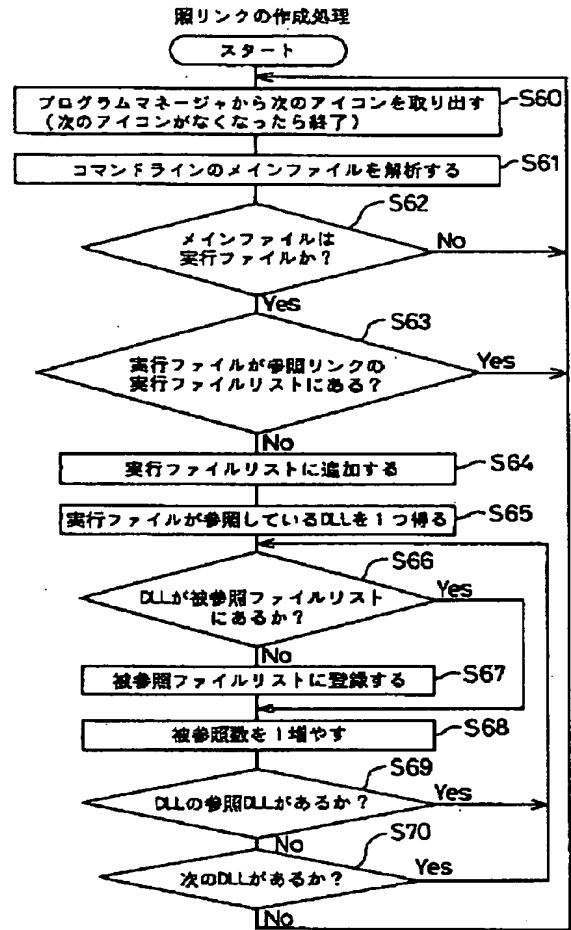 照リンクの作成処理
スタート
プログラムマネージャから次のアイコンを取り出す
(次のアイコンがなくなったら終了)
S60
コマンドラインのメインファイルを解析する
S61
S62
メインファイルは
実行ファイルか?
No
Yes
S63
実行ファイルが参照リンクの
実行ファイルリストにある?
Yes
No
実行ファイルリストに追加する
S64
実行ファイルが参照しているDLLを1つ得る
S65
S66
DLLが被参照ファイルリスト
にあるか?
Yes
No
被参照ファイルリストに登録する
S67
被参照数を1増やす
S68
S69
DLLの参照DLLがあるか?
Yes
No
S70
次のDLLがあるか?
Yes
No